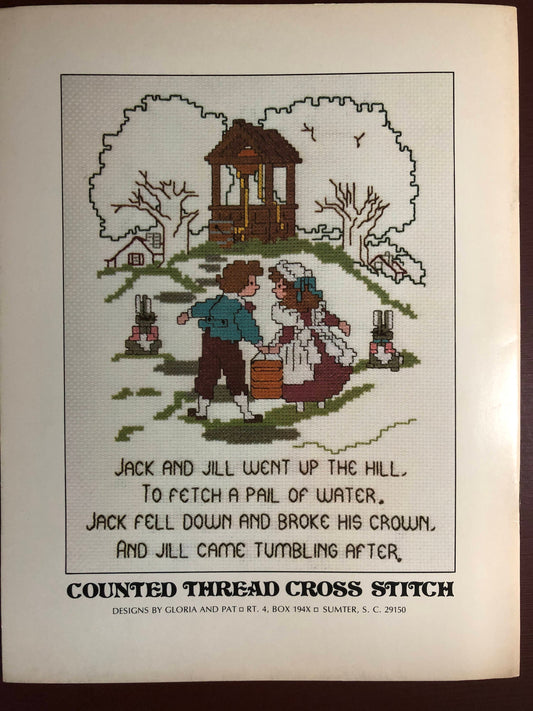 JACK AND JILL WENT UP THE HILL,
TO FETCH A PAIL OF WATER.
JACK FELL DOWN AND BROKE HIS CROWN,
AND JILL CAME TUMBLING AFTER.
COUNTED THREAD CROSS STITCH
DESIGNS BY GLORIA AND PAT □ RT. 4, BOX 194X □ SUMTER, S. C. 29150